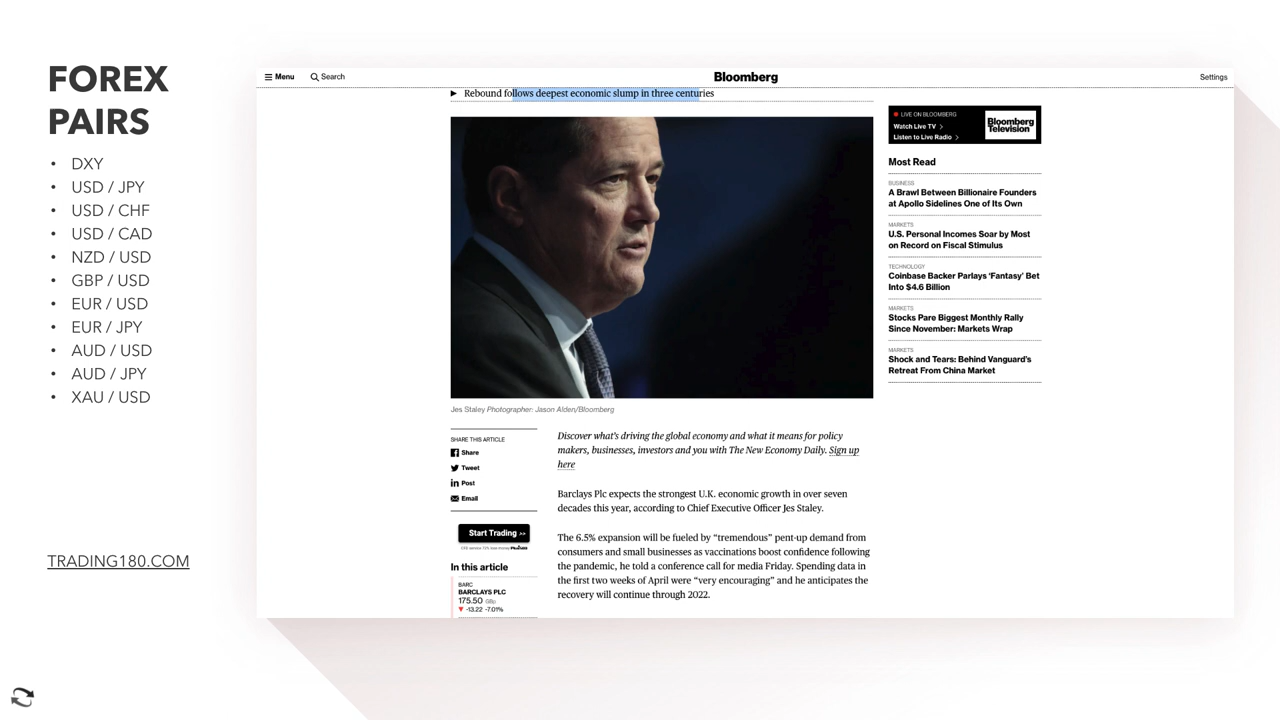 FOREX
PAIRS
• DXY
• USD / JPY
• USD / CHF
• USD / CAD
• NZD / USD
• GBP / USD
• EUR / USD
• EUR / JPY
• AUD / USD
• AUD / JPY
• XAU / USD
TRADING180.COM
Menu
Search
Bloomberg
Settings
Rebound follows deepest economic slump in three centuries
Jes Staley Photographer: Jason Alden/Bloomberg
SHARE THIS ARTICLE
Share
Tweet
Post
Email
Start Trading >>
In this article
BARC
BARCLAYS PLC
175.50 GBp
▼ -13.22 -7.01%
Discover what's driving the global economy and what it means for policy
makers, businesses, investors and you with The New Economy Daily. Sign up
here
Barclays Plc expects the strongest U.K. economic growth in over seven
decades this year, according to Chief Executive Officer Jes Staley.
The 6.5% expansion will be fueled by “tremendous” pent-up demand from
consumers and small businesses as vaccinations boost confidence following
the pandemic, he told a conference call for media Friday. Spending data in
the first two weeks of April were “very encouraging” and he anticipates the
recovery will continue through 2022.
LIVE ON BLOOMBERG
Watch Live TV >
Listen to Live Radio >
Bloomberg
Television
Most Read
BUSINESS
A Brawl Between Billionaire Founders
at Apollo Sidelines One of Its Own
MARKETS
U.S. Personal Incomes Soar by Most
on Record on Fiscal Stimulus
TECHNOLOGY
Coinbase Backer Parlays ‘Fantasy’ Bet
Into $4.6 Billion
MARKETS
Stocks Pare Biggest Monthly Rally
Since November: Markets Wrap
MARKETS
Shock and Tears: Behind Vanguard’s
Retreat From China Market